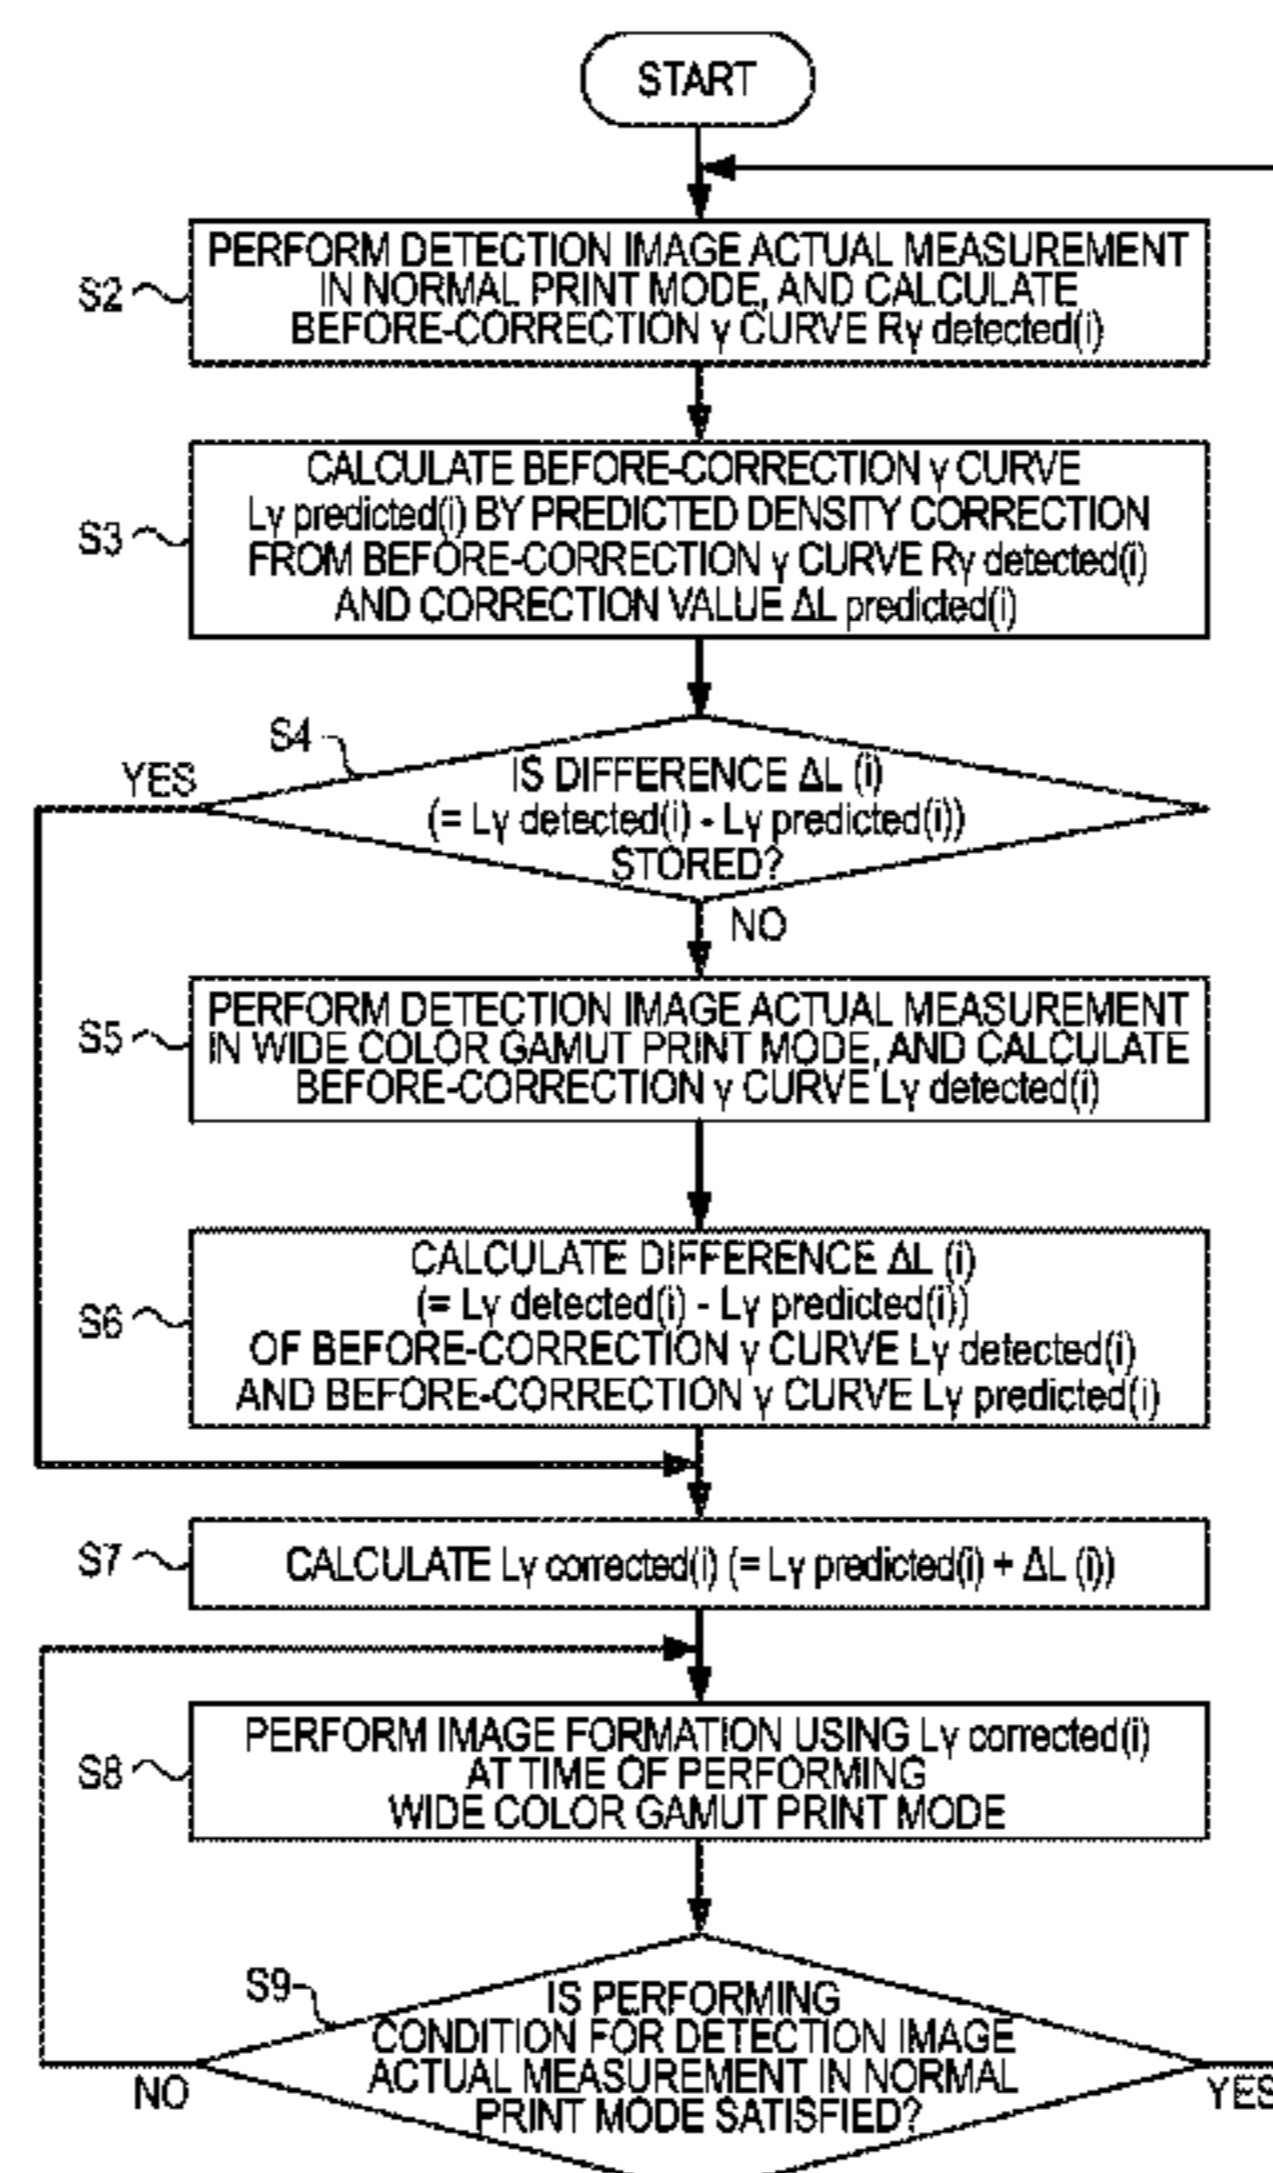 START
S2
PERFORM DETECTION IMAGE ACTUAL MEASUREMENT
IN NORMAL PRINT MODE, AND CALCULATE
BEFORE-CORRECTION γ CURVE Rγ detected(i)
S3
CALCULATE BEFORE-CORRECTION γ CURVE
Lγ predicted(i) BY PREDICTED DENSITY CORRECTION
FROM BEFORE-CORRECTION γ CURVE Rγ detected(i)
AND CORRECTION VALUE ΔL predicted(i)
S4
YES
IS DIFFERENCE ΔL (i)
(= Lγ detected(i) - Lγ predicted(i))
STORED?
NO
S5
PERFORM DETECTION IMAGE ACTUAL MEASUREMENT
IN WIDE COLOR GAMUT PRINT MODE, AND CALCULATE
BEFORE-CORRECTION γ CURVE Lγ detected(i)
S6
CALCULATE DIFFERENCE ΔL (i)
(= Lγ detected(i) - Lγ predicted(i))
OF BEFORE-CORRECTION γ CURVE Lγ detected(i)
AND BEFORE-CORRECTION γ CURVE Lγ predicted(i)
S7
CALCULATE Lγ corrected(i) (= Lγ predicted(i) + ΔL (i))
S8
PERFORM IMAGE FORMATION USING Lγ corrected(i)
AT TIME OF PERFORMING
WIDE COLOR GAMUT PRINT MODE
S9
IS PERFORMING
CONDITION FOR DETECTION IMAGE
ACTUAL MEASUREMENT IN NORMAL
PRINT MODE SATISFIED?
NO
YES